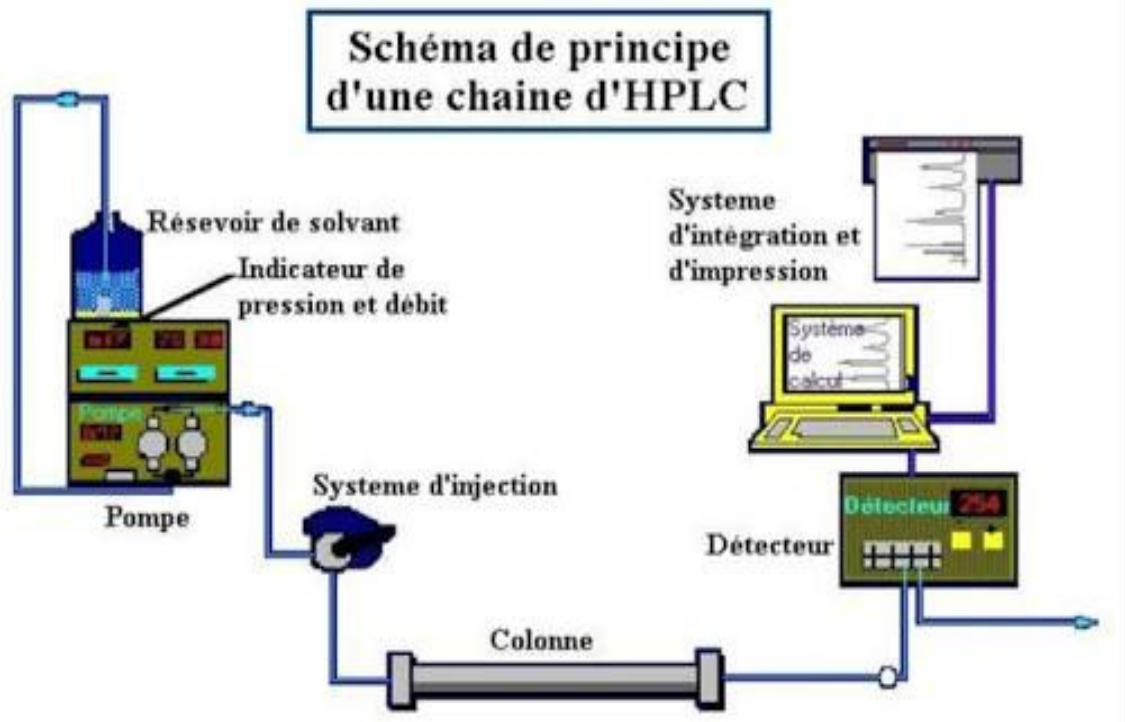 Schéma de principe
d'une chaine d'HPLC
Résevoir de solvant
Indicateur de
pression et débit
Pompe
Pompe
Systeme d'injection
Colonne
Systeme
d'intégration et
d'impression
Système
de
calcul
Détecteur
254
Détecteur